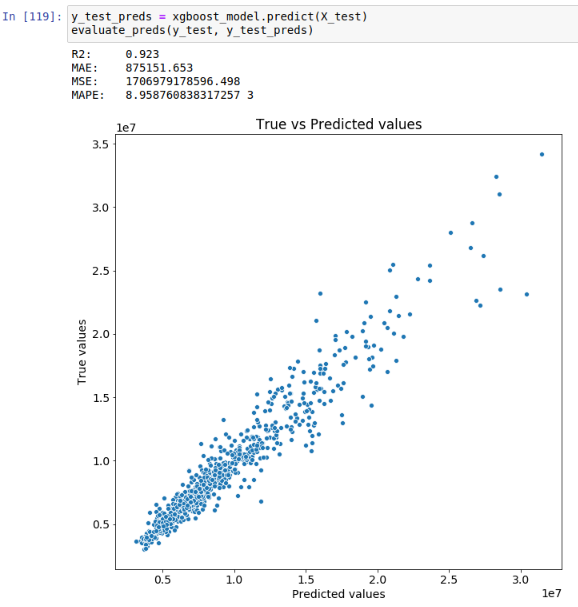 In [119]: y_test_preds = xgboost_model.predict(X_test)
evaluate_preds(y_test, y_test_preds)
R2: 0.923
MAE: 875151.653
MSE: 1706979178596.498
MAPE: 8.958760838317257 3
True vs Predicted values
1e7
3.5
3.0
2.5
2.0
1.5
1.0
0.5
True values
0.5 1.0 1.5 2.0 2.5 3.0
1e7
Predicted values